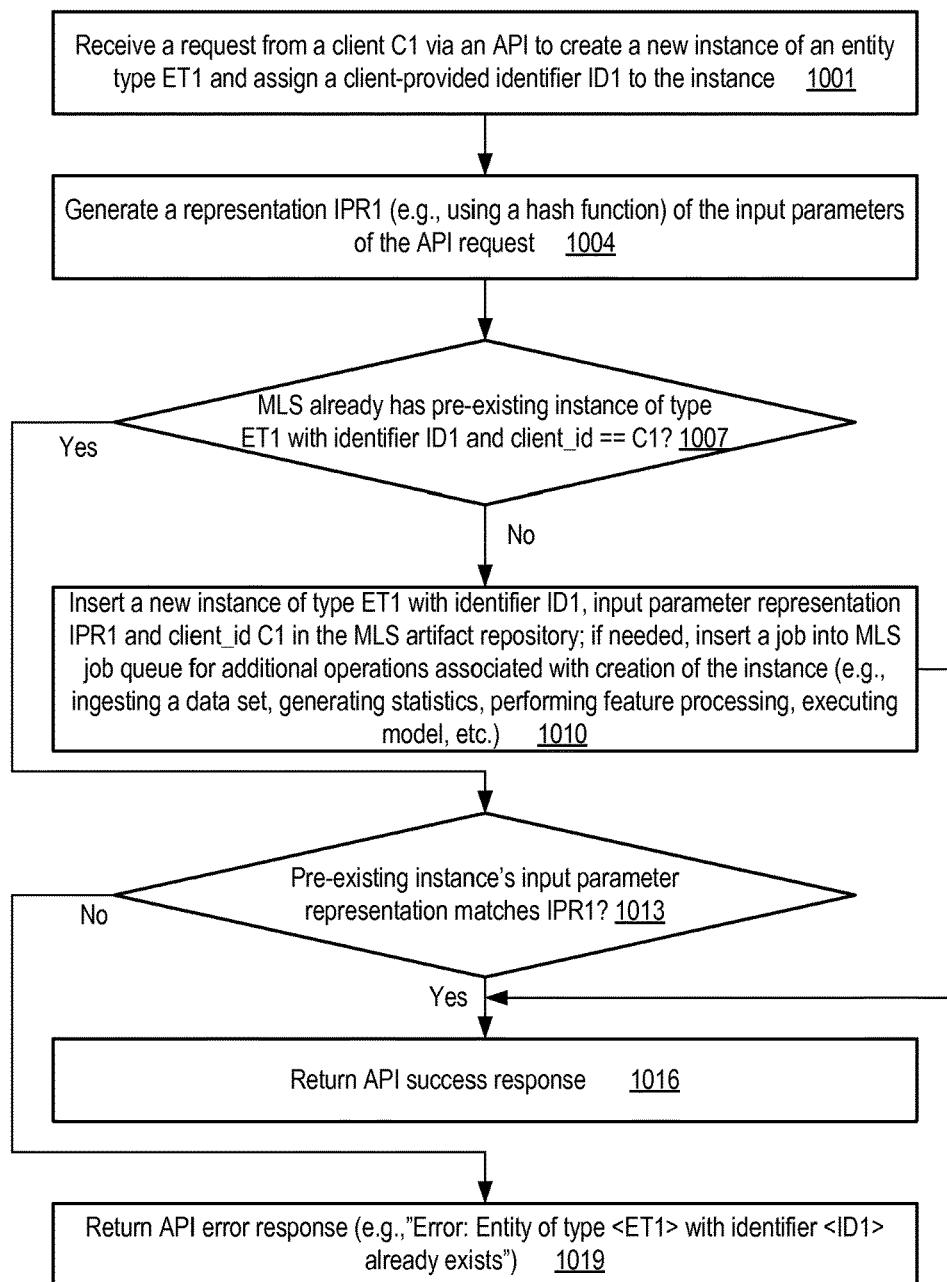 Receive a request from a client C1 via an API to create a new instance of an entity
type ET1 and assign a client-provided identifier ID1 to the instance 1001
Generate a representation IPR1 (e.g., using a hash function) of the input parameters
of the API request 1004
MLS already has pre-existing instance of type
ET1 with identifier ID1 and client_id == C1? 1007
Yes
No
Insert a new instance of type ET1 with identifier ID1, input parameter representation
IPR1 and client_id C1 in the MLS artifact repository; if needed, insert a job into MLS
job queue for additional operations associated with creation of the instance (e.g.,
ingesting a data set, generating statistics, performing feature processing, executing
model, etc.) 1010
Pre-existing instance's input parameter
representation matches IPR1? 1013
No
Yes
Return API success response 1016
Return API error response (e.g.,"Error: Entity of type <ET1> with identifier <ID1>
already exists") 1019